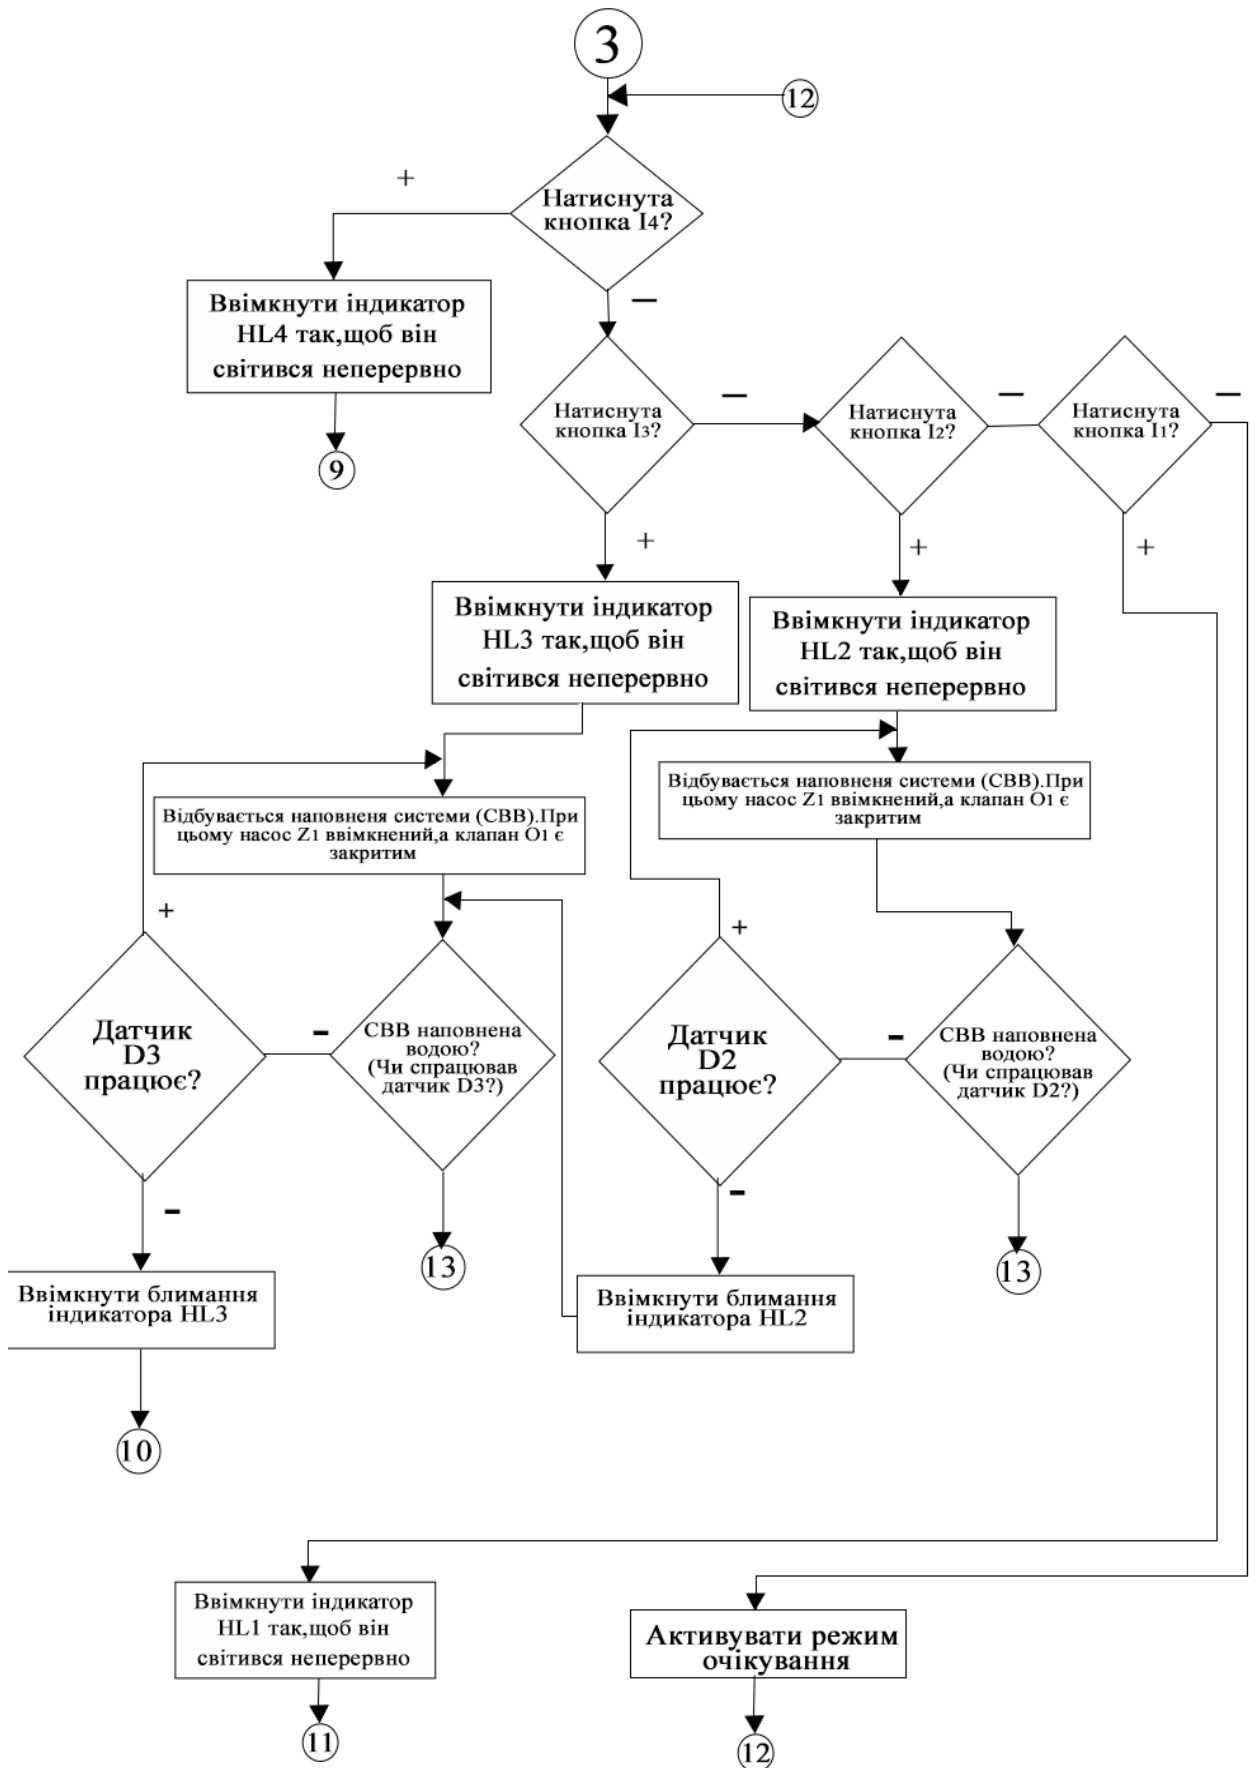 3
12
+
Натиснута
кнопка I4?
—
Ввімкнути індикатор
HL4 так,щоб він
світився неперервно
9
Натиснута
кнопка I3?
—
Натиснута
кнопка I2?
—
Натиснута
кнопка I1?
—
+
+
+
Ввімкнути індикатор
HL3 так,щоб він
світився неперервно
Ввімкнути індикатор
HL2 так,щоб він
світився неперервно
Відбувається наповненя системи (СВВ).При
цьому насос Z1 ввімкнений,а клапан O1 є
закритим
Відбувається наповненя системи (СВВ).При
цьому насос Z1 ввімкнений,а клапан O1 є
закритим
+
+
Датчик
D3
працює?
-
СВВ наповнена
водою?
(Чи спрацював
датчик D3?)
Датчик
D2
працює?
-
СВВ наповнена
водою?
(Чи спрацював
датчик D2?)
-
-
13
13
Ввімкнути блимання
індикатора HL3
Ввімкнути блимання
індикатора HL2
10
Ввімкнути індикатор
HL1 так,щоб він
світився неперервно
Активувати режим
очікування
11
12